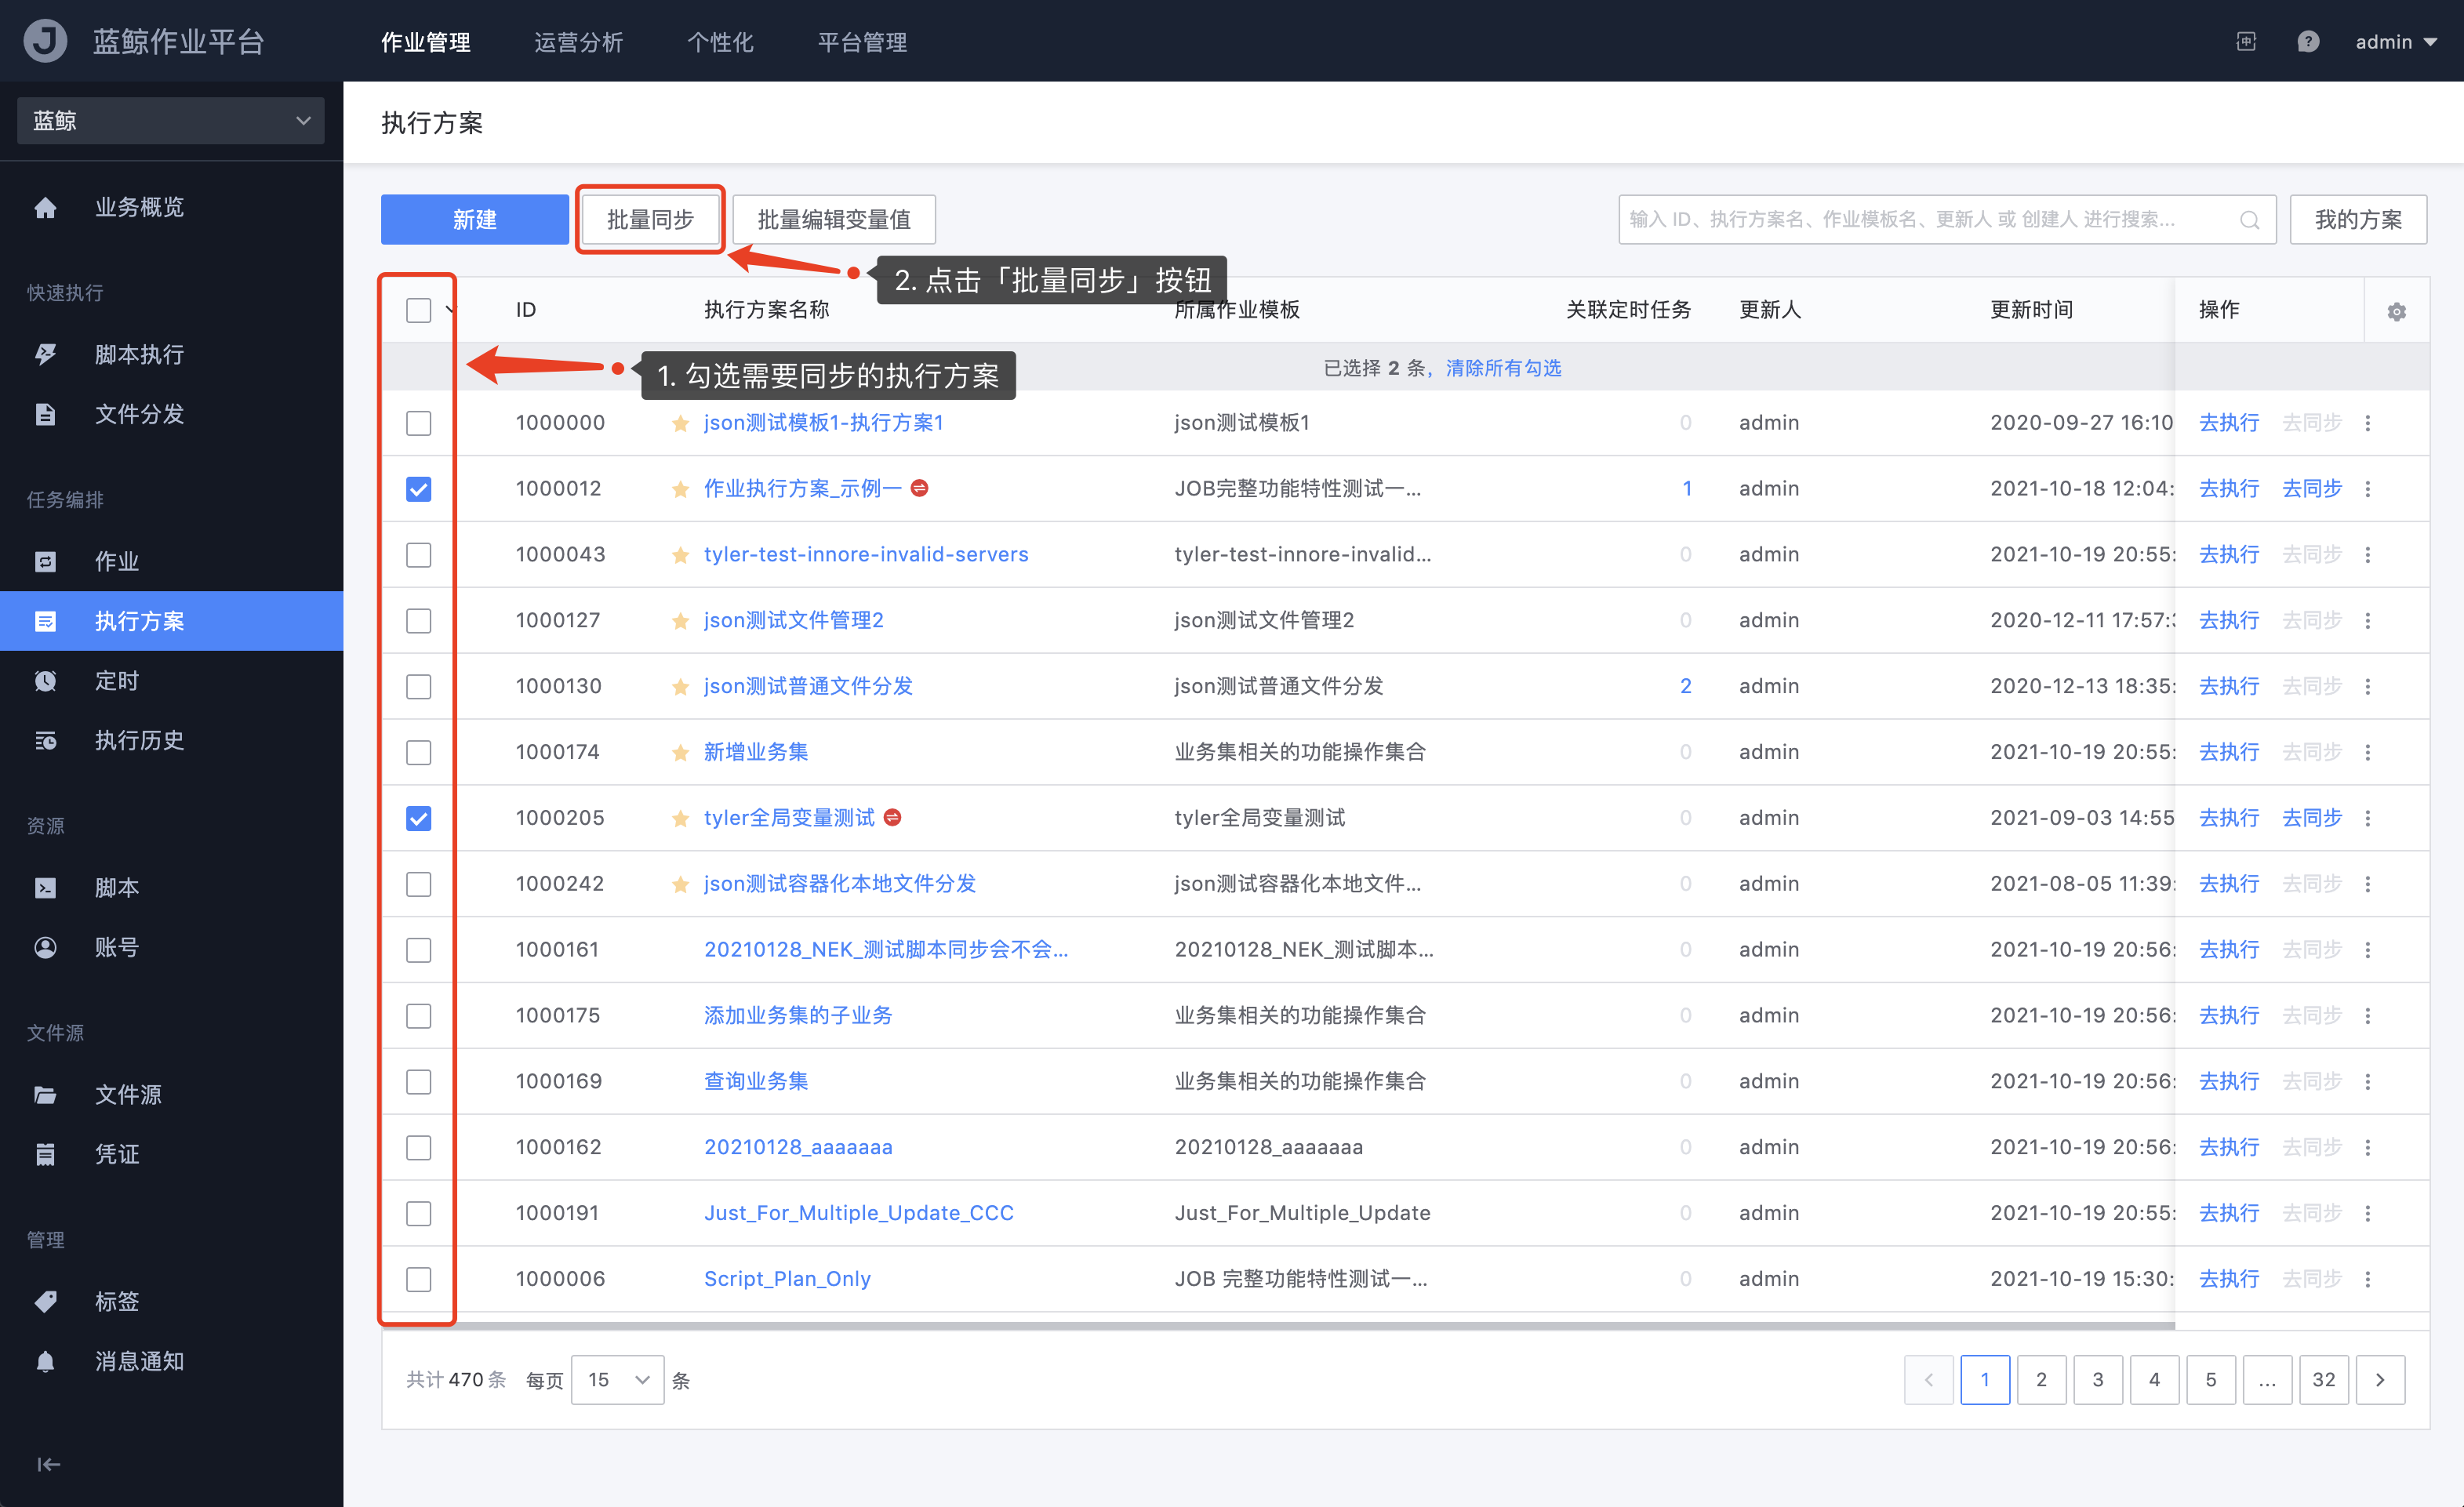 蓝鲸作业平台
作业管理
运营分析
个性化
平台管理
admin
蓝鲸
业务概览
快速执行
脚本执行
文件分发
任务编排
作业
执行方案
定时
执行历史
资源
脚本
账号
文件源
文件源
凭证
管理
标签
消息通知
执行方案
新建
批量同步
批量编辑变量值
输入 ID、执行方案名、作业模板名、更新人 或 创建人 进行搜索...
我的方案
2. 点击「批量同步」按钮
ID 执行方案名称 所属作业模板 关联定时任务 更新人 更新时间 操作
1. 勾选需要同步的执行方案
已选择 2 条，清除所有勾选
1000000 json测试模板1-执行方案1 json测试模板1 0 admin 2020-09-27 16:10 去执行 去同步
1000012 作业执行方案_示例一 JOB完整功能特性测试一... 1 admin 2021-10-18 12:04: 去执行 去同步
1000043 tyler-test-innore-invalid-servers tyler-test-innore-invalid... 0 admin 2021-10-19 20:55: 去执行 去同步
1000127 json测试文件管理2 json测试文件管理2 0 admin 2020-12-11 17:57: 去执行 去同步
1000130 json测试普通文件分发 json测试普通文件分发 2 admin 2020-12-13 18:35: 去执行 去同步
1000174 新增业务集 业务集相关的功能操作集合 0 admin 2021-10-19 20:55: 去执行 去同步
1000205 tyler全局变量测试 tyler全局变量测试 0 admin 2021-09-03 14:55 去执行 去同步
1000242 json测试容器化本地文件分发 json测试容器化本地文件... 0 admin 2021-08-05 11:39: 去执行 去同步
1000161 20210128_NEK_测试脚本同步会不会... 20210128_NEK_测试脚本... 0 admin 2021-10-19 20:56: 去执行 去同步
1000175 添加业务集的子业务 业务集相关的功能操作集合 0 admin 2021-10-19 20:56: 去执行 去同步
1000169 查询业务集 业务集相关的功能操作集合 0 admin 2021-10-19 20:56: 去执行 去同步
1000162 20210128_aaaaaaa 20210128_aaaaaaa 0 admin 2021-10-19 20:56: 去执行 去同步
1000191 Just_For_Multiple_Update_CCC Just_For_Multiple_Update 0 admin 2021-10-19 20:55: 去执行 去同步
1000006 Script_Plan_Only JOB 完整功能特性测试一... 0 admin 2021-10-19 15:30: 去执行 去同步
共计 470 条 每页 15 条
1 2 3 4 5 ... 32